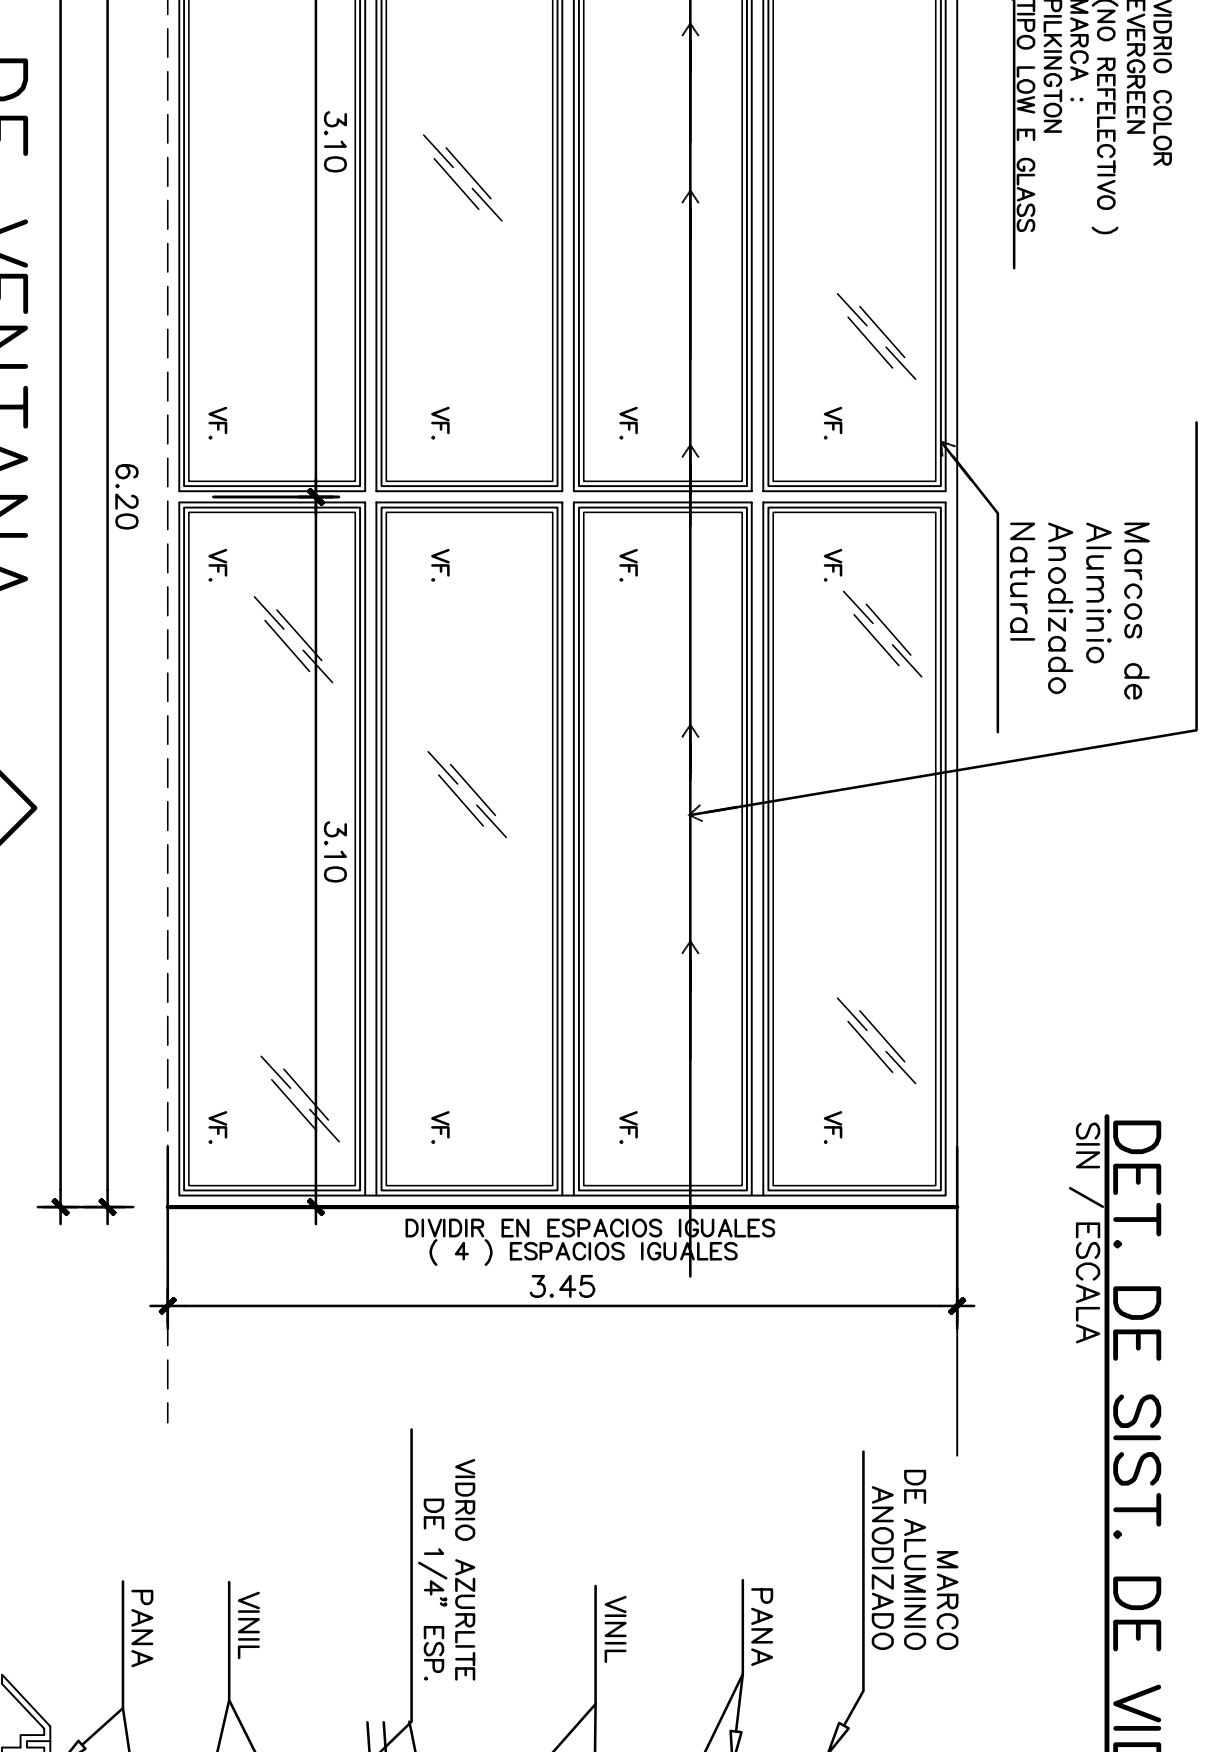 VIDRIO COLOR
EVERGREEN
(NO REFELECTIVO )
MARCA :
PILKINGTON
TIPO LOW E GLASS
Marcos de
Aluminio
Anodizado
Natural
DET. DE SIST. DE
SIN / ESCALA
VF.
VF.
VF.
VF.
VF.
VF.
VF.
VF.
VF.
VF.
VF.
VF.
3.10
3.10
6.20
DIVIDIR EN ESPACIOS IGUALES
( 4 ) ESPACIOS IGUALES
3.45
DE VENTANA
MARCO
DE ALUMINIO
ANODIZADO
PANA
VINIL
VIDRIO AZURLITE
DE 1/4" ESP.
VINIL
PANA